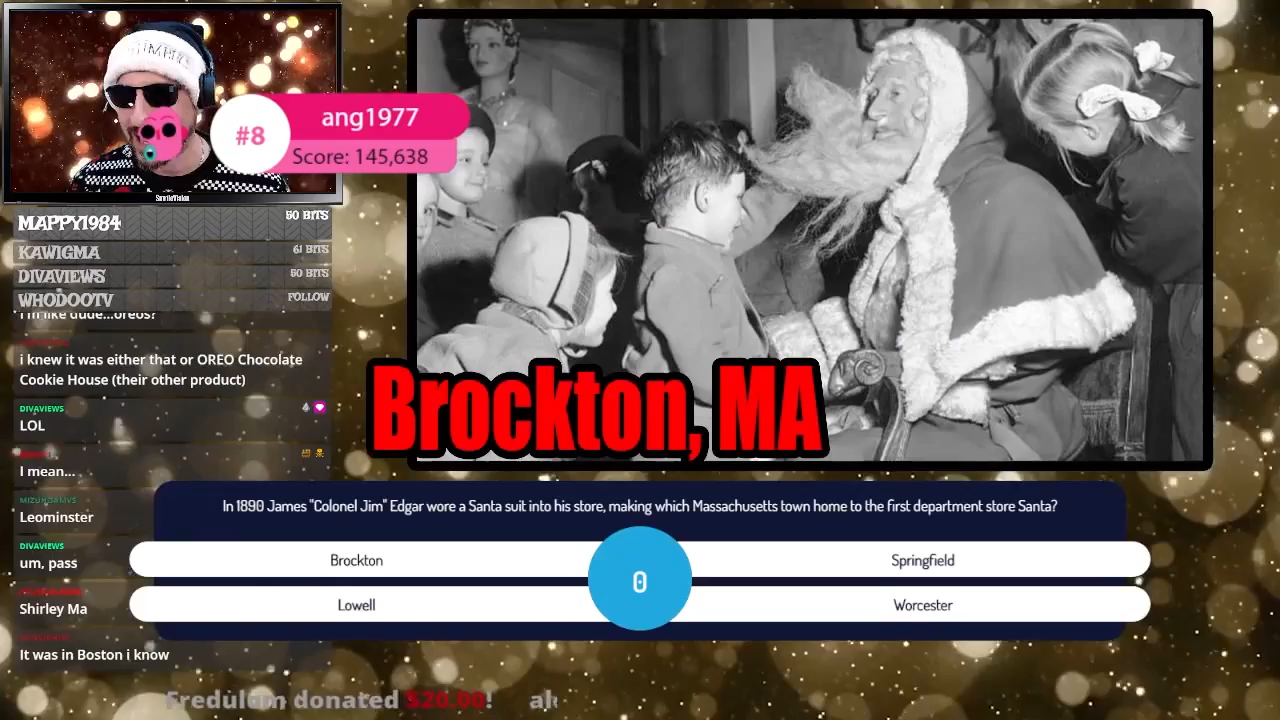 #8
ang1977
Score: 145,638
MAPPY1984
50 BITS
KAWIGMA
61 BITS
DIVAVIEWS
50 BITS
WHODOOTV
FOLLOW
I'm like dude...oreos?
i knew it was either that or OREO Chocolate
Cookie House (their other product)
DIVAVIEWS
LOL
I mean...
Leominster
DIVAVIEWS
um, pass
Shirley Ma
It was in Boston i know
Brockton, MA
In 1890 James "Colonel Jim" Edgar wore a Santa suit into his store, making which Massachusetts town home to the first department store Santa?
Brockton
Springfield
0
Lowell
Worcester
Fredulom donated $20.00!